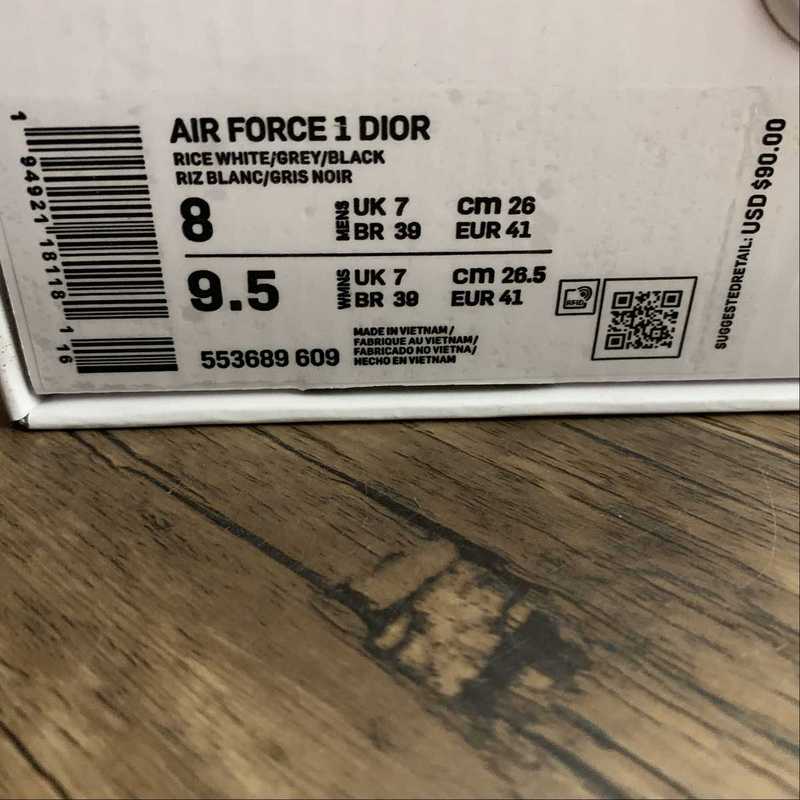 AIR FORCE 1 DIOR
RICE WHITE/GREY/BLACK
RIZ BLANC/GRIS NOIR
8 MENS UK 7 cm 26
BR 39 EUR 41
9.5 WMNS UK 7 cm 26.5
BR 39 EUR 41
RFID
553689 609
MADE IN VIETNAM/
FABRIQUE AU VIETNAM/
FABRICADO NO VIETNA/
HECHO EN VIETNAM
1 94921 18118 1 16
SUGGESTEDRETAIL: USD $90.00